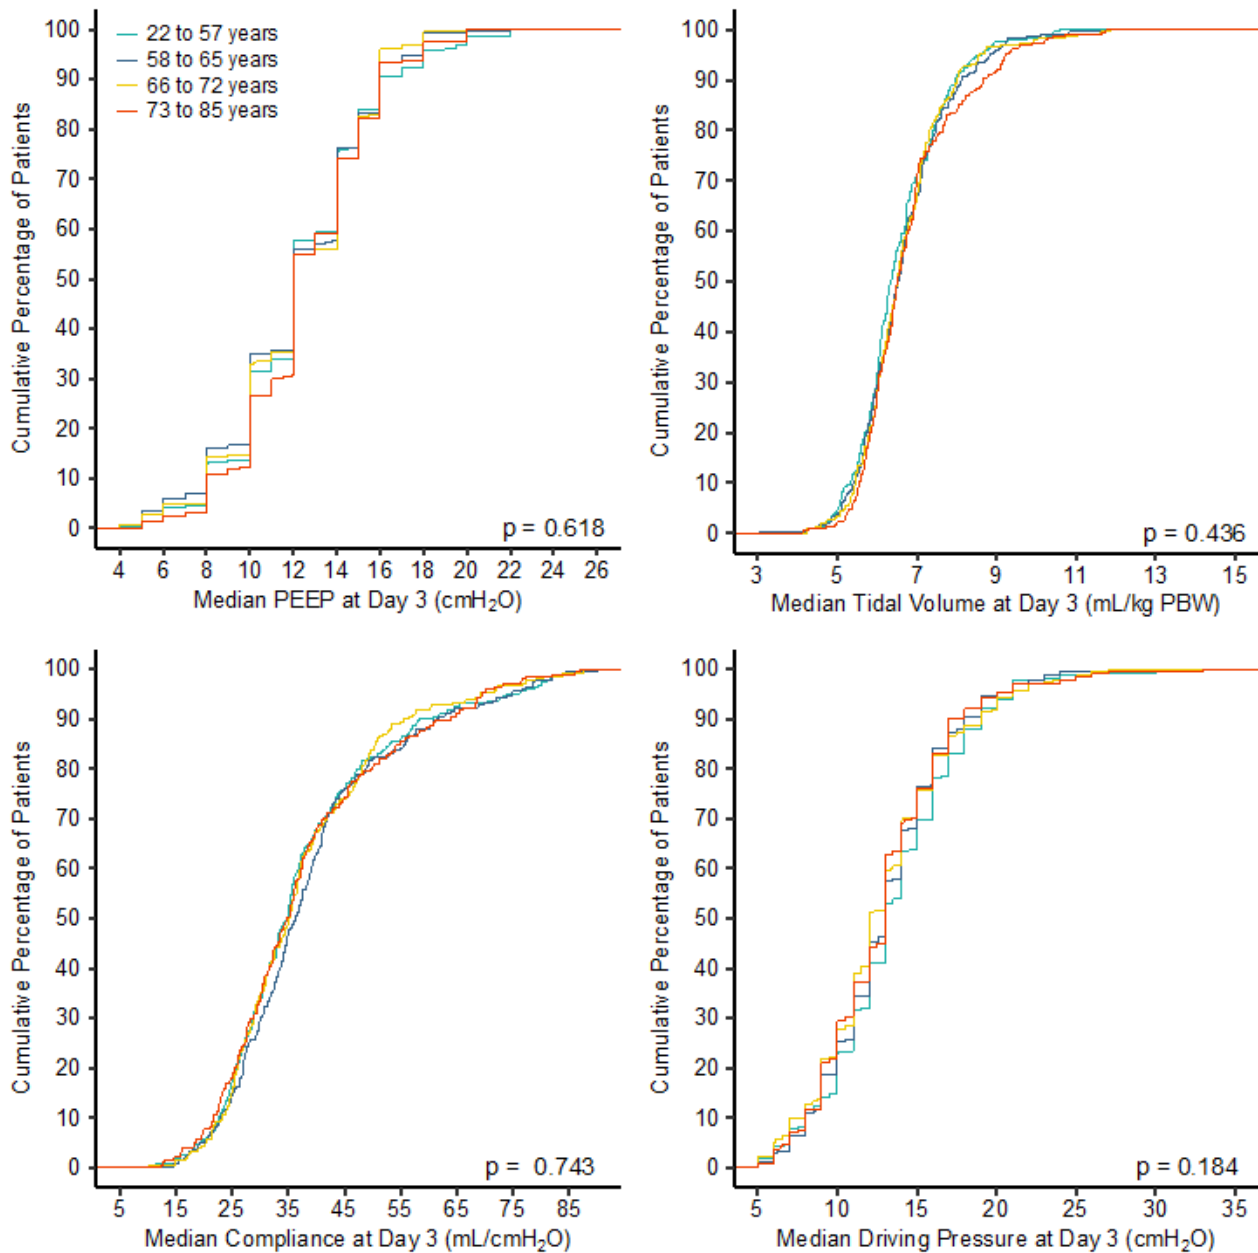 Cumulative Percentage of Patients
100
90
80
70
60
50
40
30
20
10
0
22 to 57 years
58 to 65 years
66 to 72 years
73 to 85 years
p = 0.618
4 6 8 10 12 14 16 18 20 22 24 26
Median PEEP at Day 3 (cmH₂O)
Cumulative Percentage of Patients
100
90
80
70
60
50
40
30
20
10
0
p = 0.436
3 5 7 9 11 13 15
Median Tidal Volume at Day 3 (mL/kg PBW)
Cumulative Percentage of Patients
100
90
80
70
60
50
40
30
20
10
0
p = 0.743
5 15 25 35 45 55 65 75 85
Median Compliance at Day 3 (mL/cmH₂O)
Cumulative Percentage of Patients
100
90
80
70
60
50
40
30
20
10
0
p = 0.184
5 10 15 20 25 30 35
Median Driving Pressure at Day 3 (cmH₂O)